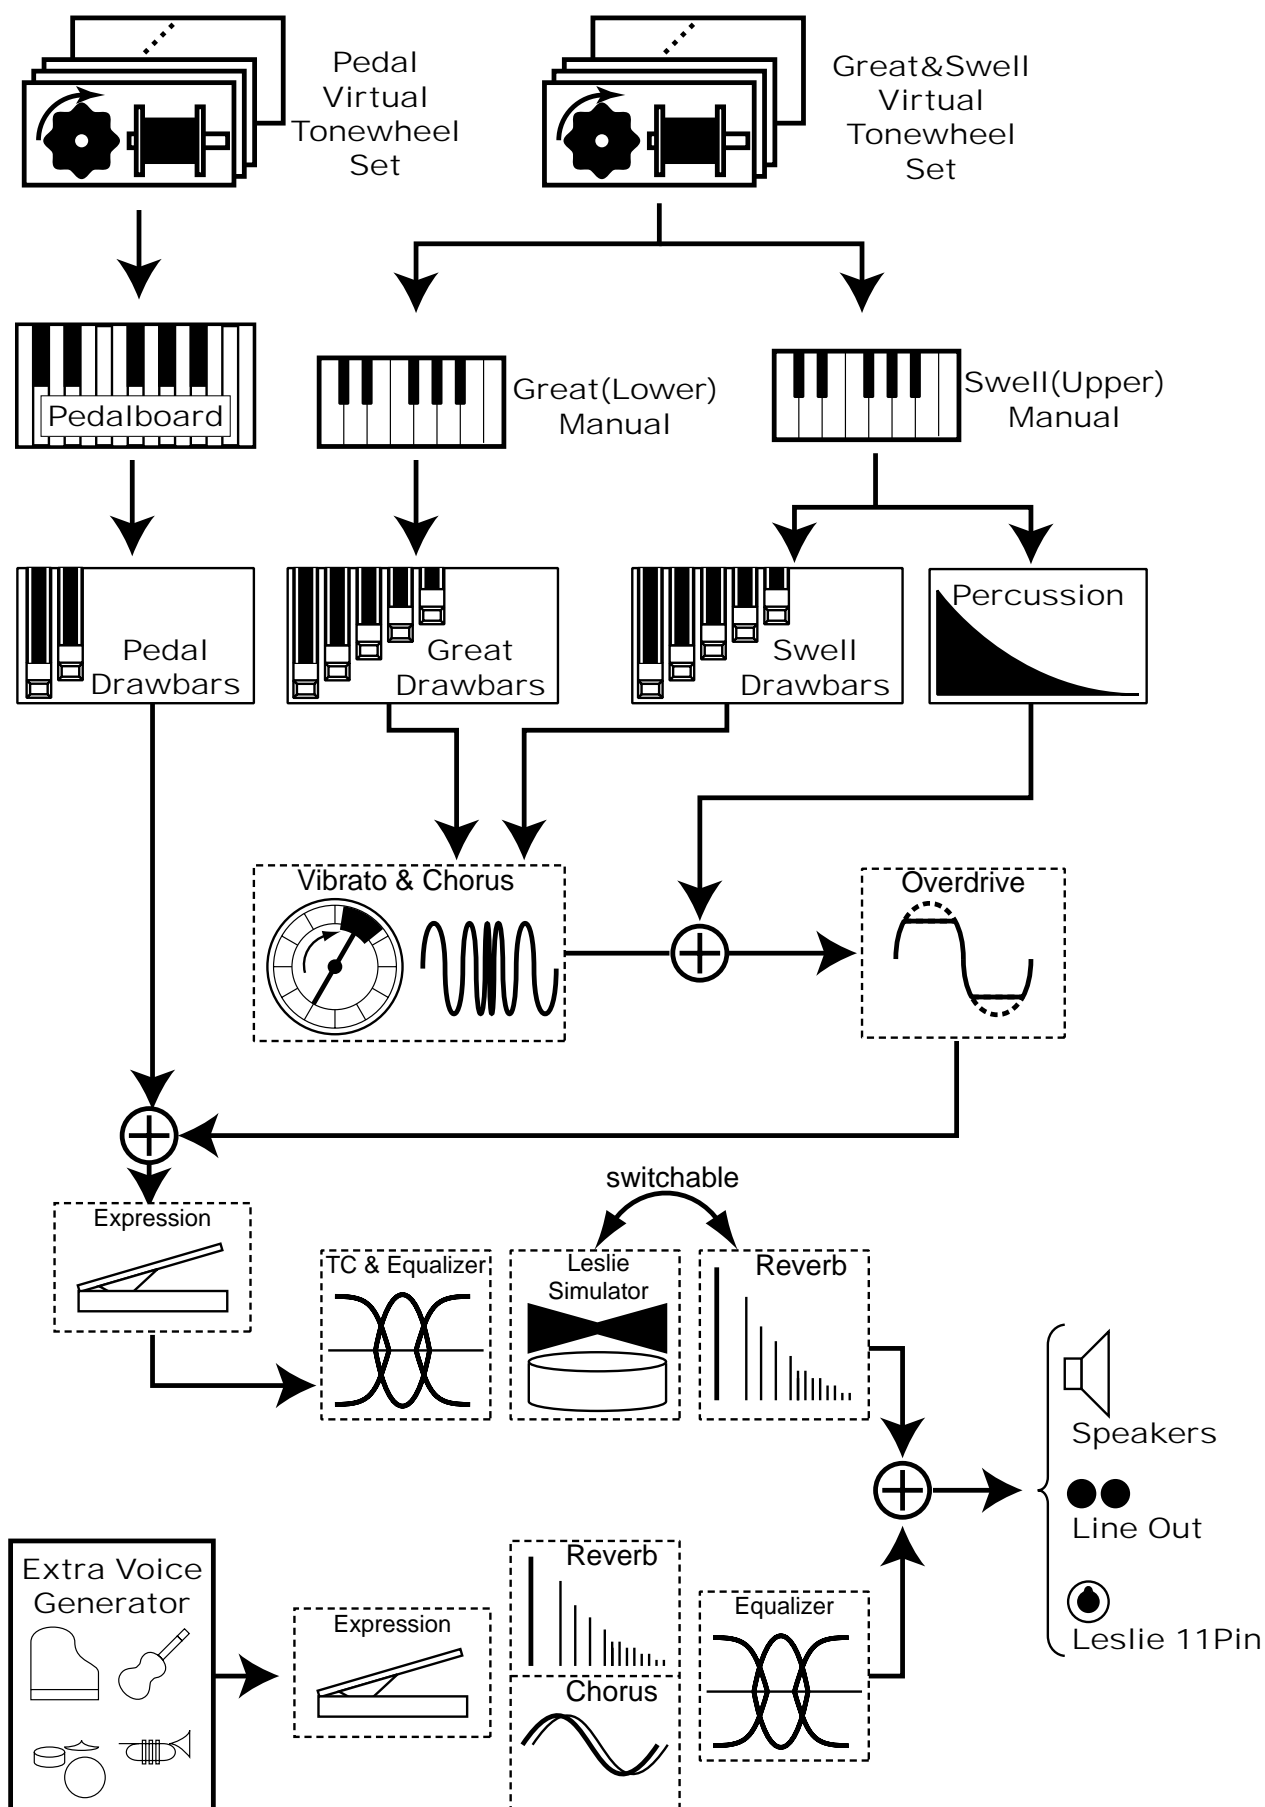 Pedal
Virtual
Tonewheel
Set
Great&Swell
Virtual
Tonewheel
Set
Pedalboard
Great(Lower)
Manual
Swell(Upper)
Manual
Pedal
Drawbars
Great
Drawbars
Swell
Drawbars
Percussion
Vibrato & Chorus
Overdrive
switchable
Expression
TC & Equalizer
Leslie
Simulator
Reverb
Speakers
Line Out
Leslie 11Pin
Extra Voice
Generator
Expression
Reverb
Chorus
Equalizer